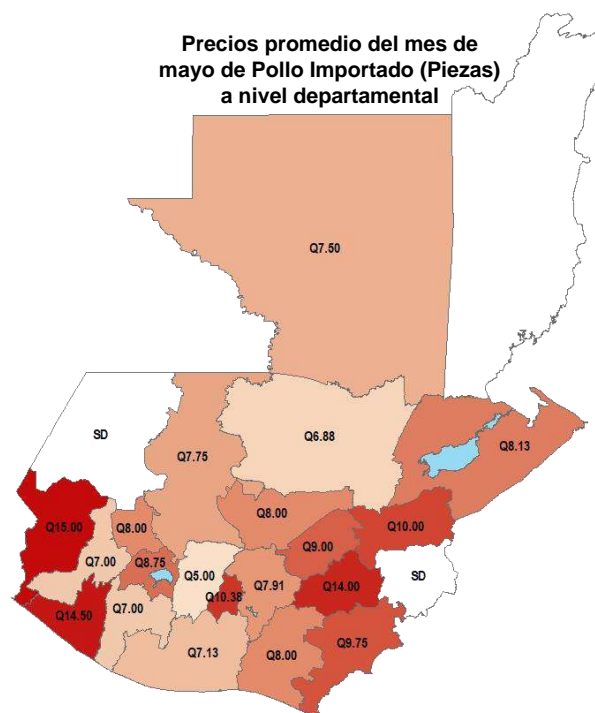 Precios promedio del mes de
mayo de Pollo Importado (Piezas)
a nivel departamental
Q7.50
SD
Q6.88
Q7.75
Q8.13
Q15.00
Q8.00
Q8.00
Q10.00
Q9.00
Q7.00
Q8.75
Q5.00
Q7.91
Q14.00
SD
Q10.38
Q14.50
Q7.00
Q9.75
Q7.13
Q8.00